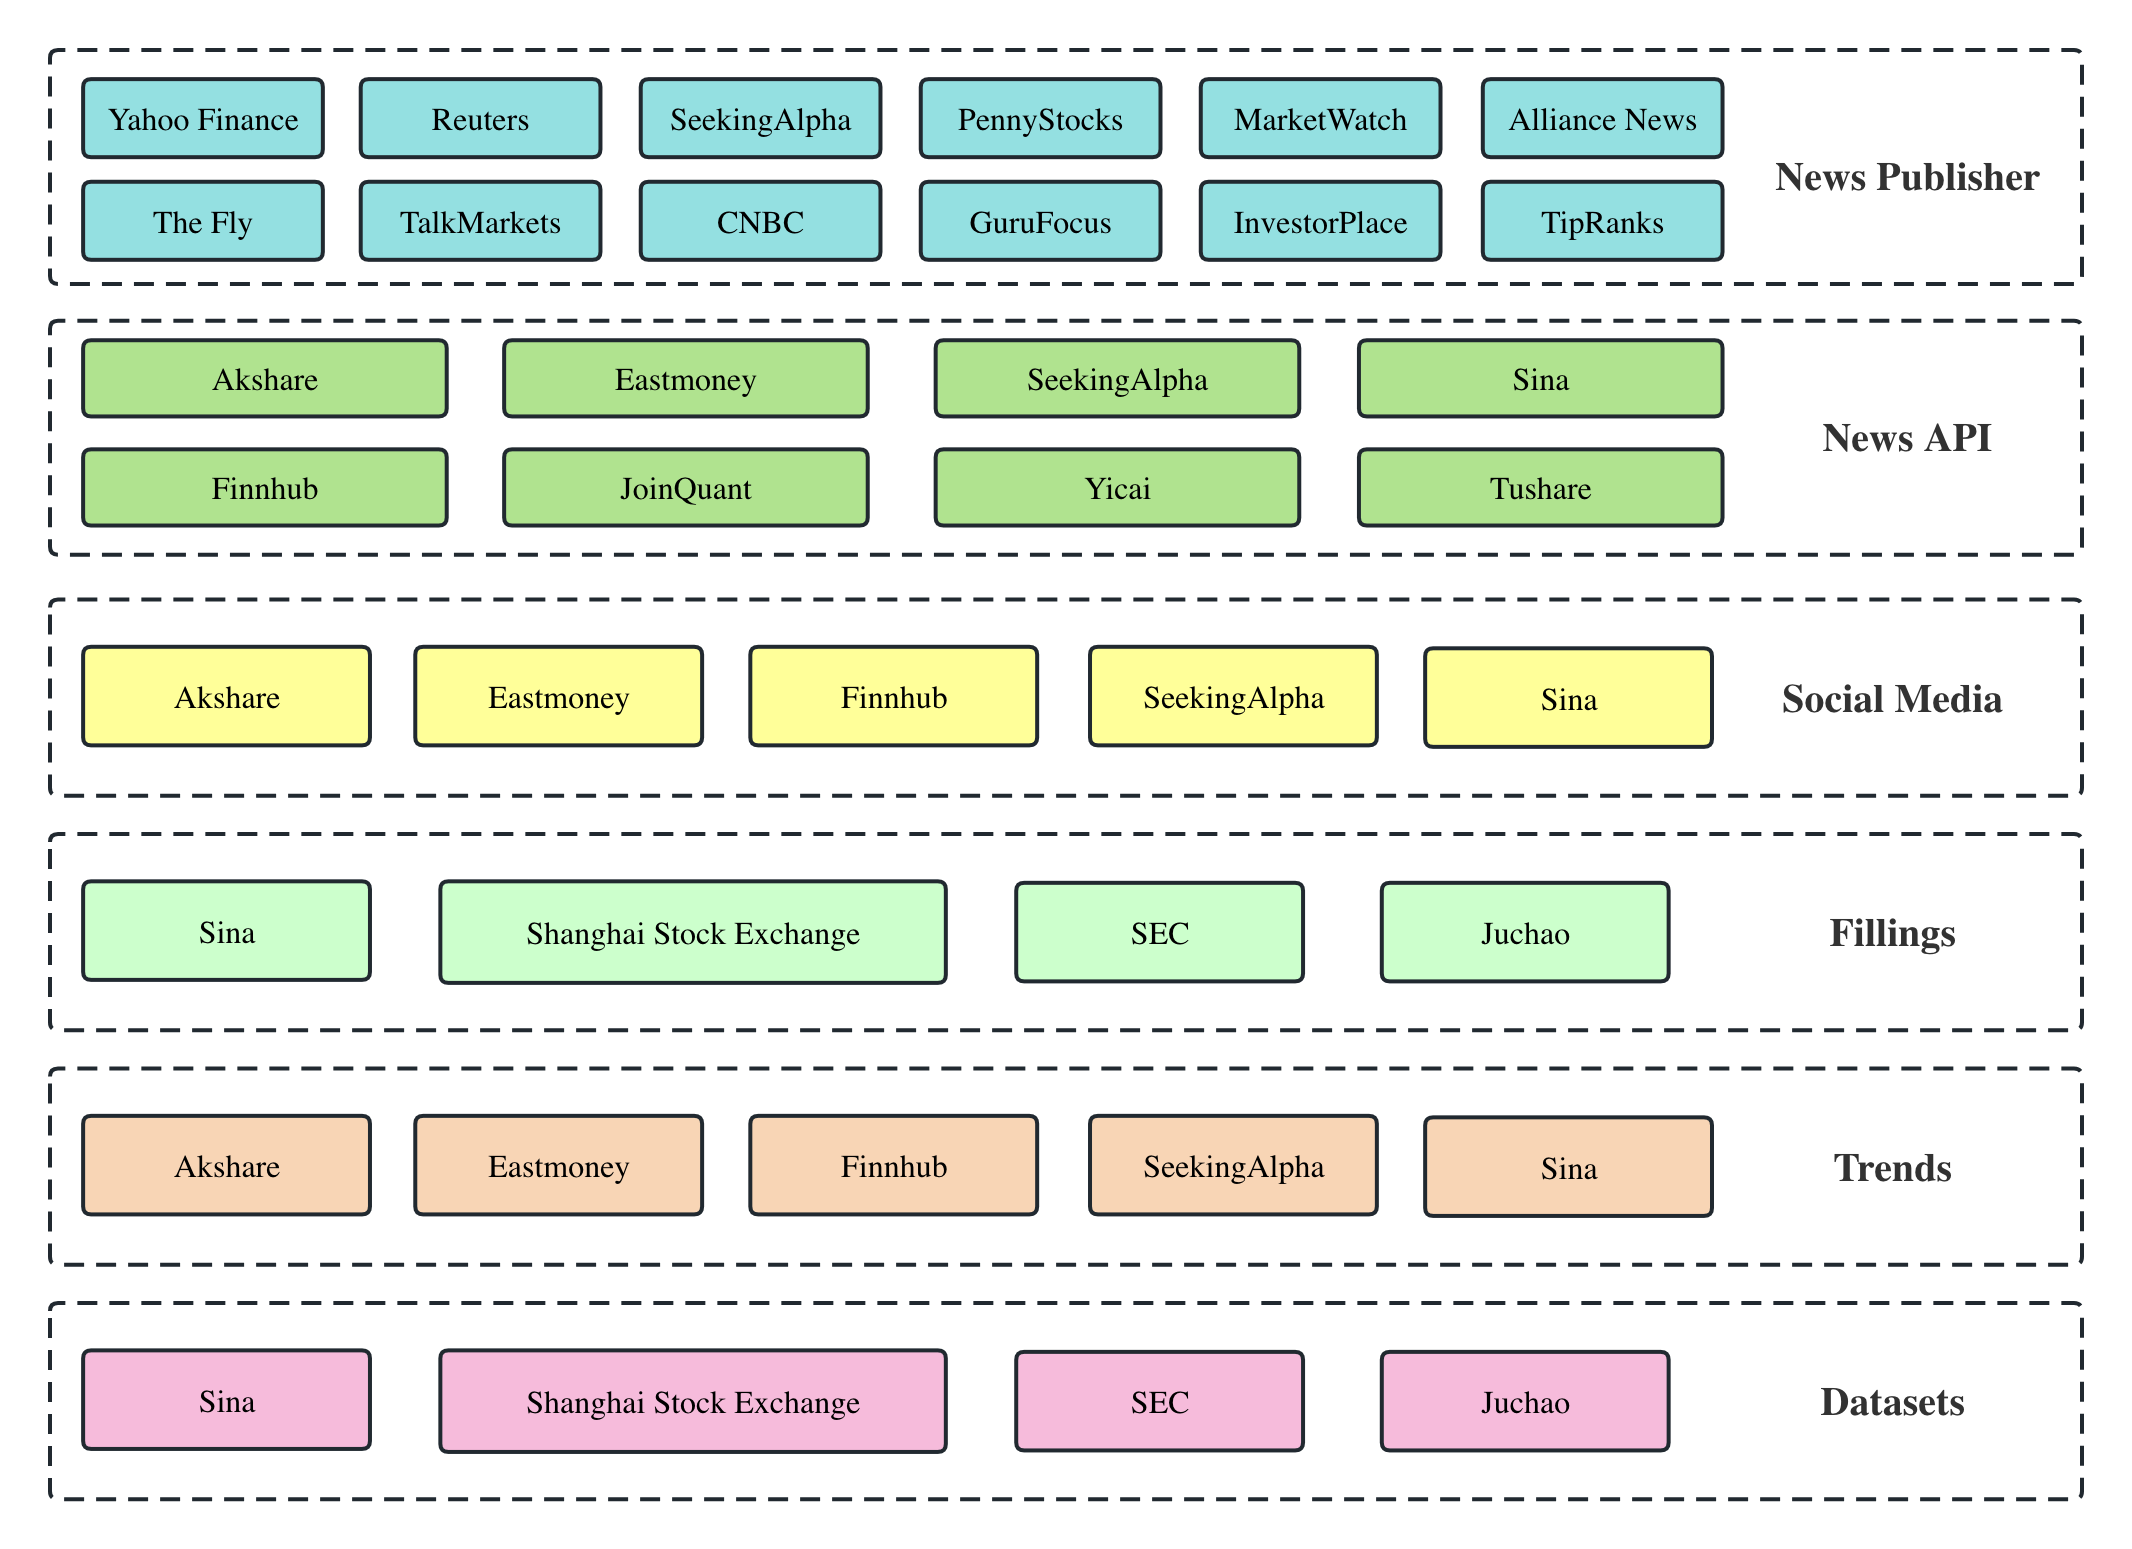 Yahoo Finance
Reuters
SeekingAlpha
PennyStocks
MarketWatch
Alliance News
The Fly
TalkMarkets
CNBC
GuruFocus
InvestorPlace
TipRanks
News Publisher
Akshare
Eastmoney
SeekingAlpha
Sina
Finnhub
JoinQuant
Yicai
Tushare
News API
Akshare
Eastmoney
Finnhub
SeekingAlpha
Sina
Social Media
Sina
Shanghai Stock Exchange
SEC
Juchao
Fillings
Akshare
Eastmoney
Finnhub
SeekingAlpha
Sina
Trends
Sina
Shanghai Stock Exchange
SEC
Juchao
Datasets